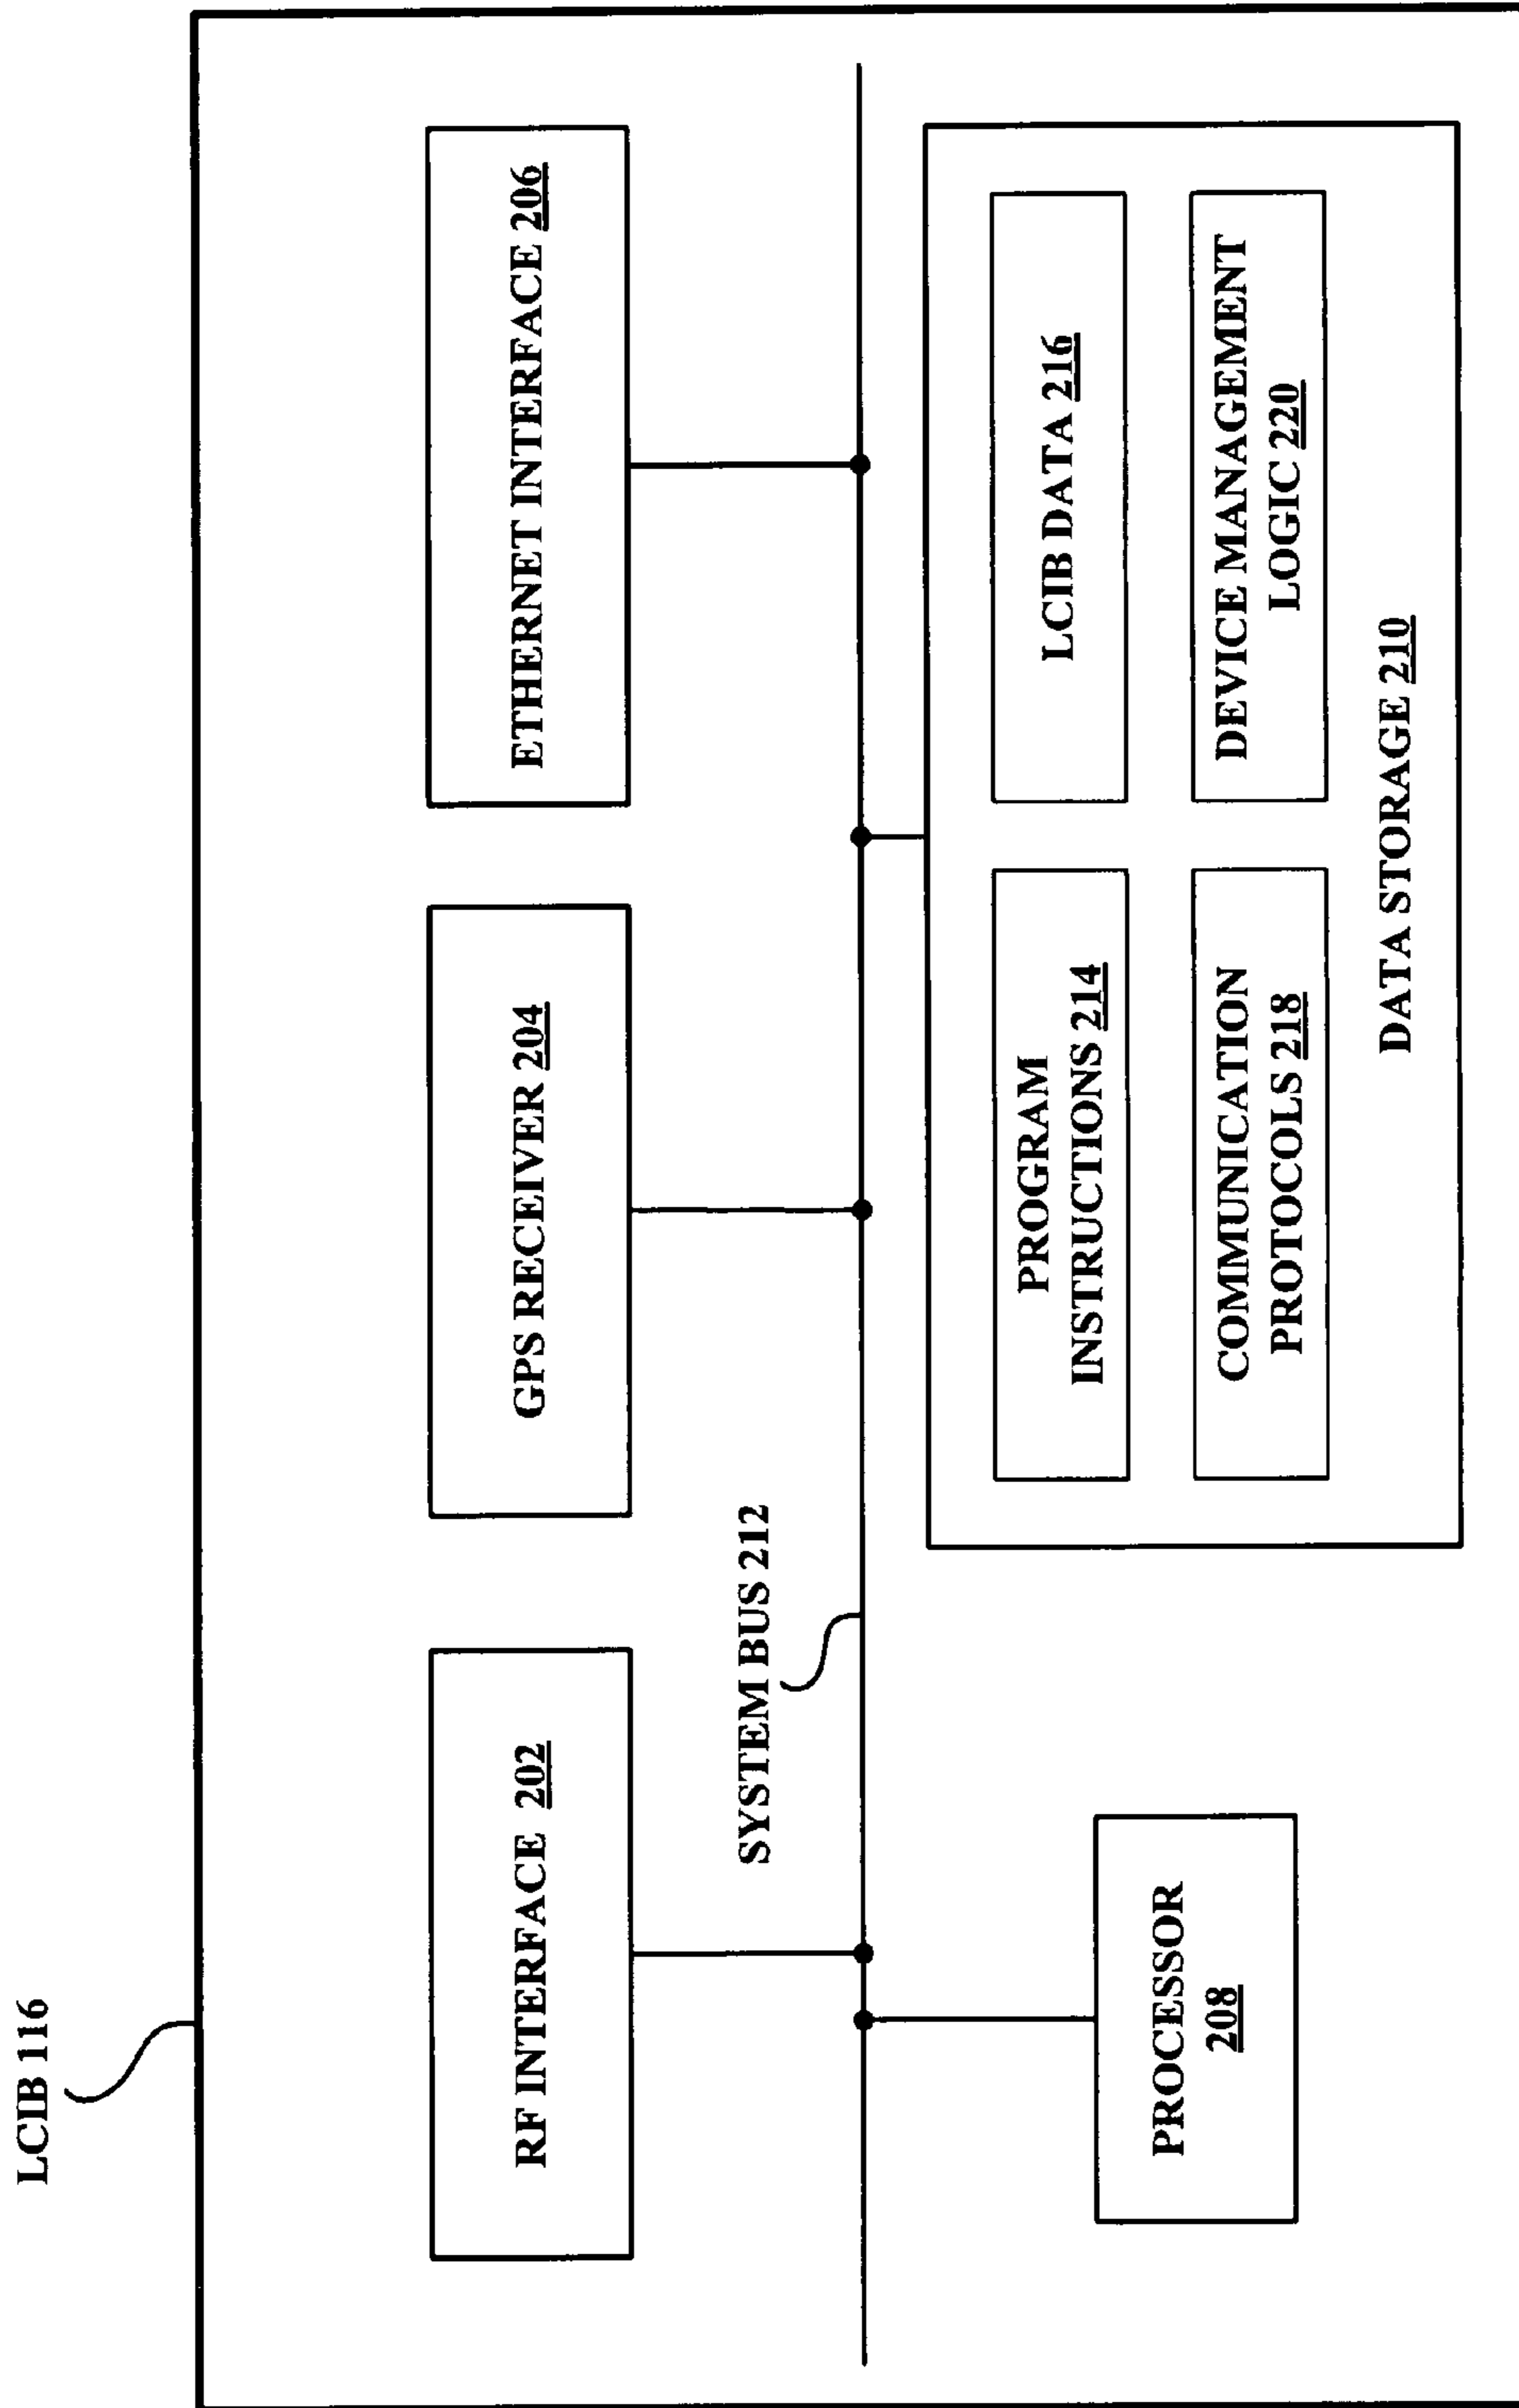 LCIB 116
RF INTERFACE 202
GPS RECEIVER 204
ETHERNET INTERFACE 206
SYSTEM BUS 212
PROCESSOR
208
PROGRAM
INSTRUCTIONS 214
LCIB DATA 216
COMMUNICATION
PROTOCOLS 218
DEVICE MANAGEMENT
LOGIC 220
DATA STORAGE 210